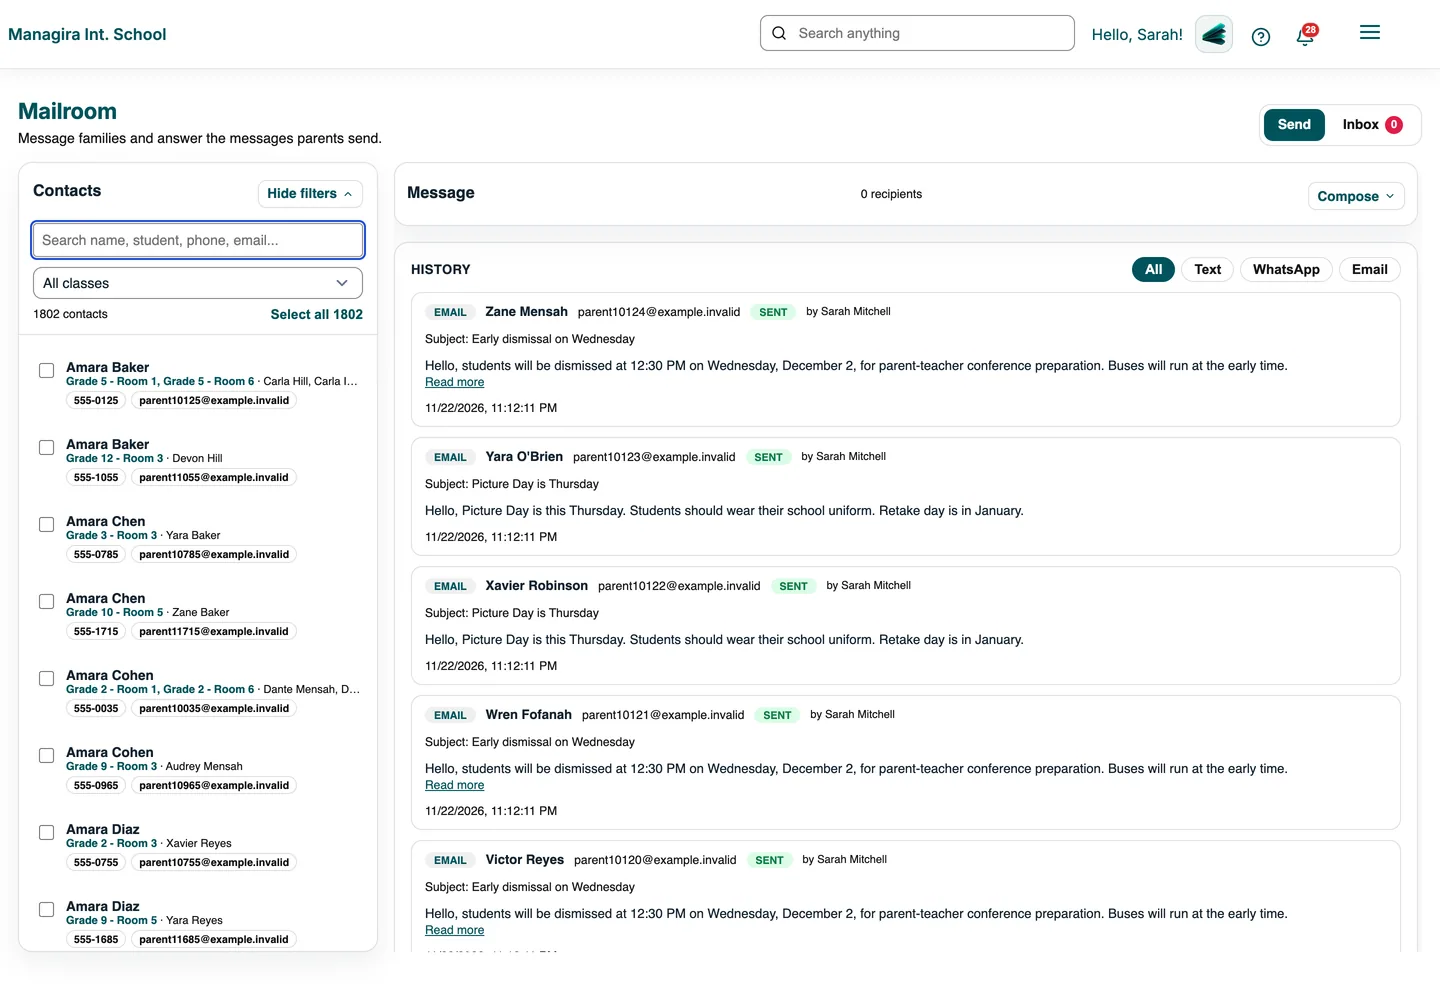 Managira Int. School
Search anything
Hello, Sarah!
28
Mailroom
Message families and answer the messages parents send.
Send
Inbox 0
Contacts
Hide filters
Search name, student, phone, email...
All classes
1802 contacts
Select all 1802
Amara Baker
Grade 5 - Room 1, Grade 5 - Room 6 · Carla Hill, Carla I...
555-0125 parent10125@example.invalid
Amara Baker
Grade 12 - Room 3 · Devon Hill
555-1055 parent11055@example.invalid
Amara Chen
Grade 3 - Room 3 · Yara Baker
555-0785 parent10785@example.invalid
Amara Chen
Grade 10 - Room 5 · Zane Baker
555-1715 parent11715@example.invalid
Amara Cohen
Grade 2 - Room 1, Grade 2 - Room 6 · Dante Mensah, D...
555-0035 parent10035@example.invalid
Amara Cohen
Grade 9 - Room 3 · Audrey Mensah
555-0965 parent10965@example.invalid
Amara Diaz
Grade 2 - Room 3 · Xavier Reyes
555-0755 parent10755@example.invalid
Amara Diaz
Grade 9 - Room 5 · Yara Reyes
555-1685 parent11685@example.invalid
Message
0 recipients
Compose
HISTORY
All Text WhatsApp Email
EMAIL Zane Mensah parent10124@example.invalid SENT by Sarah Mitchell
Subject: Early dismissal on Wednesday
Hello, students will be dismissed at 12:30 PM on Wednesday, December 2, for parent-teacher conference preparation. Buses will run at the early time.
Read more
11/22/2026, 11:12:11 PM
EMAIL Yara O'Brien parent10123@example.invalid SENT by Sarah Mitchell
Subject: Picture Day is Thursday
Hello, Picture Day is this Thursday. Students should wear their school uniform. Retake day is in January.
11/22/2026, 11:12:11 PM
EMAIL Xavier Robinson parent10122@example.invalid SENT by Sarah Mitchell
Subject: Picture Day is Thursday
Hello, Picture Day is this Thursday. Students should wear their school uniform. Retake day is in January.
11/22/2026, 11:12:11 PM
EMAIL Wren Fofanah parent10121@example.invalid SENT by Sarah Mitchell
Subject: Early dismissal on Wednesday
Hello, students will be dismissed at 12:30 PM on Wednesday, December 2, for parent-teacher conference preparation. Buses will run at the early time.
Read more
11/22/2026, 11:12:11 PM
EMAIL Victor Reyes parent10120@example.invalid SENT by Sarah Mitchell
Subject: Early dismissal on Wednesday
Hello, students will be dismissed at 12:30 PM on Wednesday, December 2, for parent-teacher conference preparation. Buses will run at the early time.
Read more